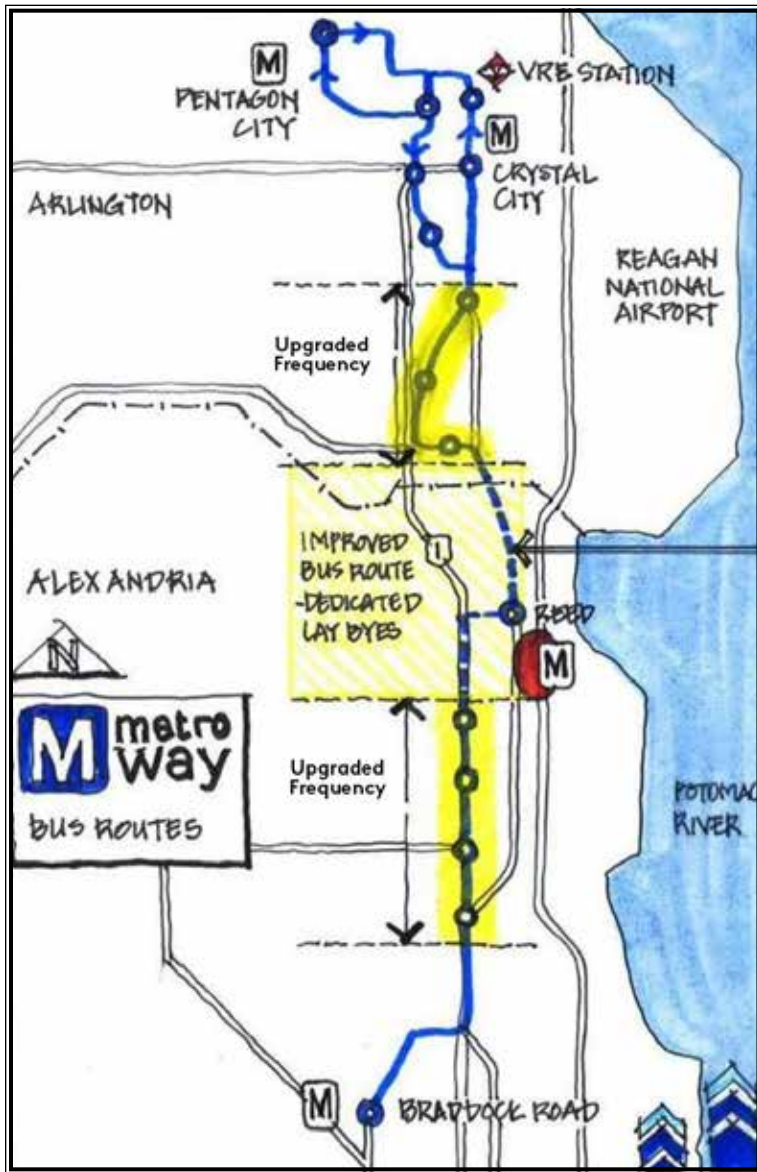 M
PENTAGON
CITY
VRE STATION
M
CRYSTAL
CITY
ARLINGTON
REAGAN
NATIONAL
AIRPORT
Upgraded
Frequency
IMPROVED
BUS ROUTE
-DEDICATED
LAY BYES
1
ALEXANDRIA
REED
M
N
M metro
way
BUS ROUTES
Upgraded
Frequency
POTOMAC
RIVER
M
BRADDOCK ROAD